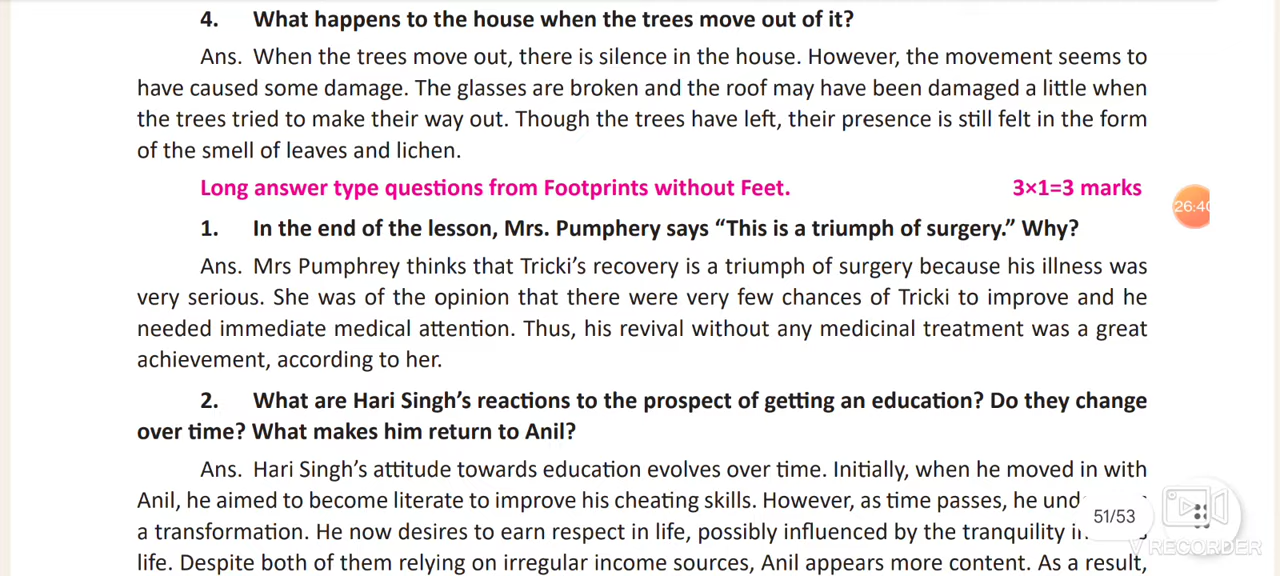 4. What happens to the house when the trees move out of it?
Ans. When the trees move out, there is silence in the house. However, the movement seems to
have caused some damage. The glasses are broken and the roof may have been damaged a little when
the trees tried to make their way out. Though the trees have left, their presence is still felt in the form
of the smell of leaves and lichen.
Long answer type questions from Footprints without Feet. 3×1=3 marks
26:40
1. In the end of the lesson, Mrs. Pumphery says “This is a triumph of surgery.” Why?
Ans. Mrs Pumphrey thinks that Tricki’s recovery is a triumph of surgery because his illness was
very serious. She was of the opinion that there were very few chances of Tricki to improve and he
needed immediate medical attention. Thus, his revival without any medicinal treatment was a great
achievement, according to her.
2. What are Hari Singh’s reactions to the prospect of getting an education? Do they change
over time? What makes him return to Anil?
Ans. Hari Singh’s attitude towards education evolves over time. Initially, when he moved in with
Anil, he aimed to become literate to improve his cheating skills. However, as time passes, he
a transformation. He now desires to earn respect in life, possibly influenced by the tranquility
51/53
V RECORDER
life. Despite both of them relying on irregular income sources, Anil appears more content. As a result,